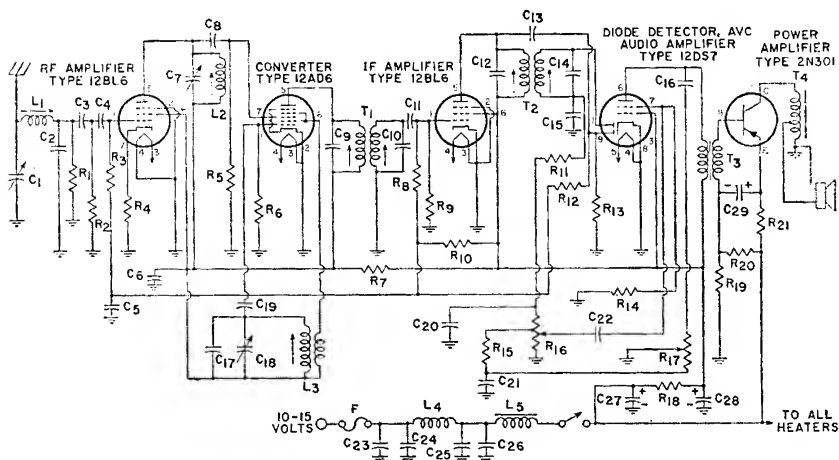 RF AMPLIFIER
TYPE 12BL6
CONVERTER
TYPE 12AD6
IF AMPLIFIER
TYPE 12BL6
DIODE DETECTOR, AVC
AUDIO AMPLIFIER
TYPE 12DS7
POWER
AMPLIFIER
TYPE 2N301
C8
C13
T4
C7
L2
C12
C14
C16
L1
C3
C4
T1
C11
T2
C2
C9
C10
C15
T3
C1
R1
R3
R2
R4
R5
R6
R8
R9
R11
R12
R13
C29
R21
R10
R20
C6
R7
R19
C5
R14
C19
C20
C22
R15
R16
R17
C17
C18
L3
C21
10-15
VOLTS
F
L4
L5
C27
R18
C28
C23
C24
C25
C26
TO ALL
HEATERS